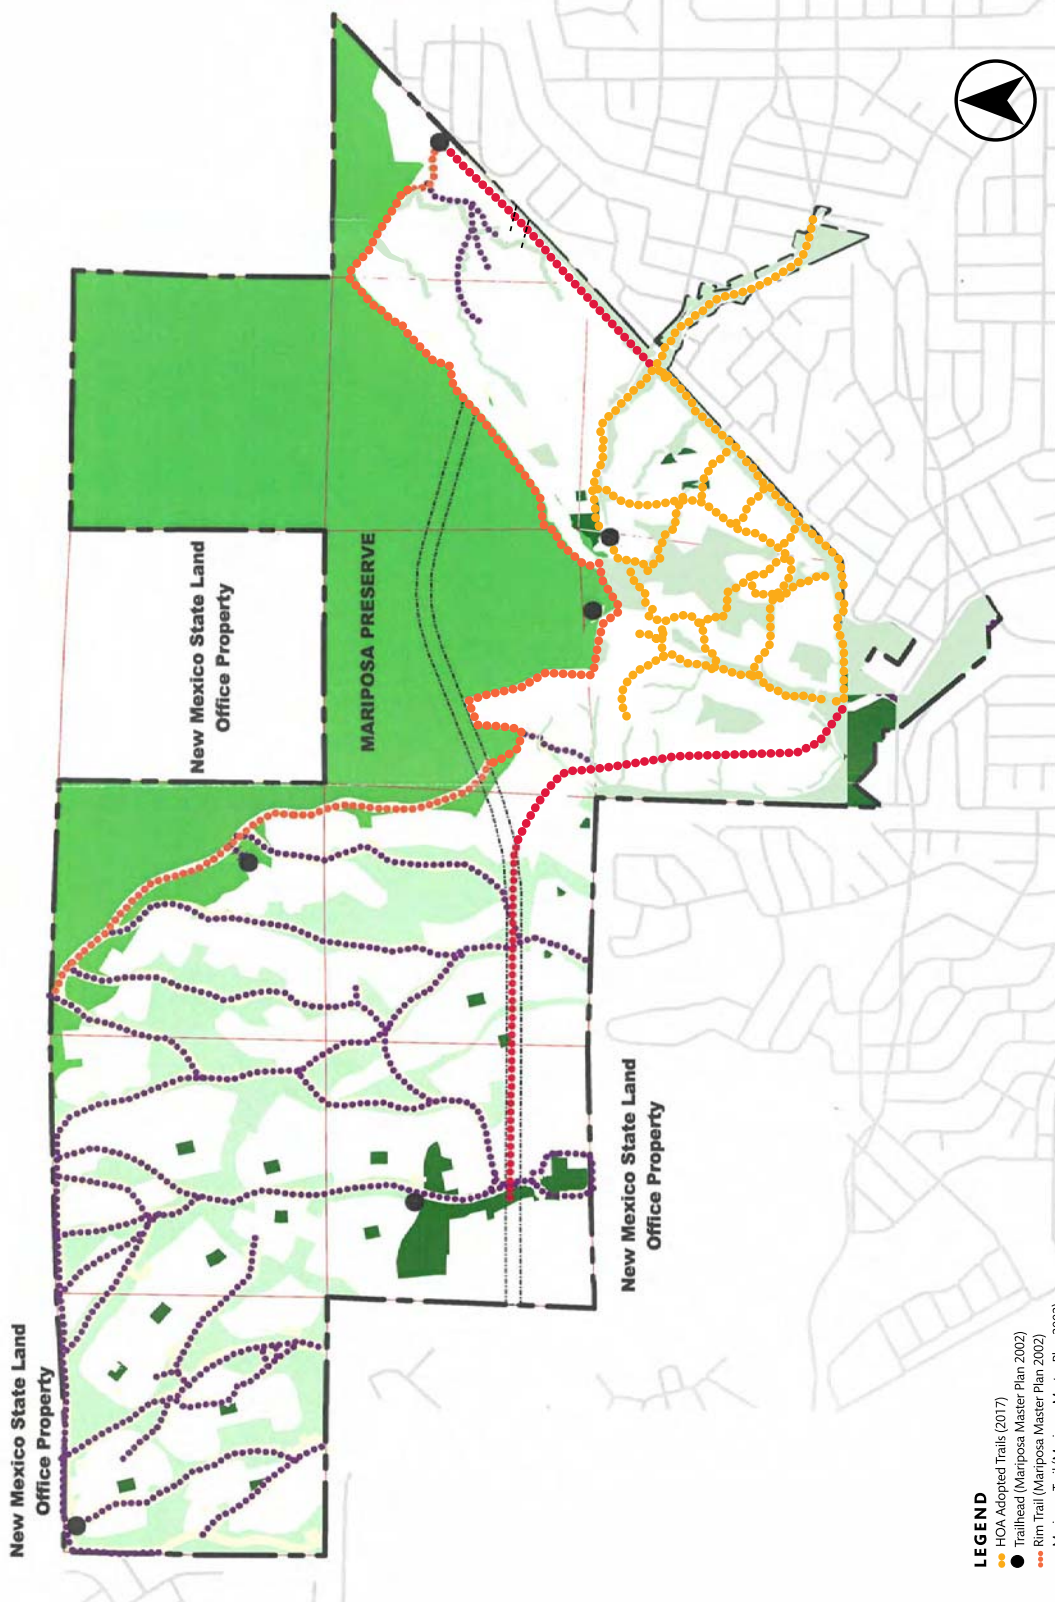 New Mexico State Land
Office Property
New Mexico State Land
Office Property
MARIPOSA PRESERVE
New Mexico State Land
Office Property
LEGEND
HOA Adopted Trails (2017)
Trailhead (Mariposa Master Plan 2002)
Rim Trail (Mariposa Master Plan 2002)